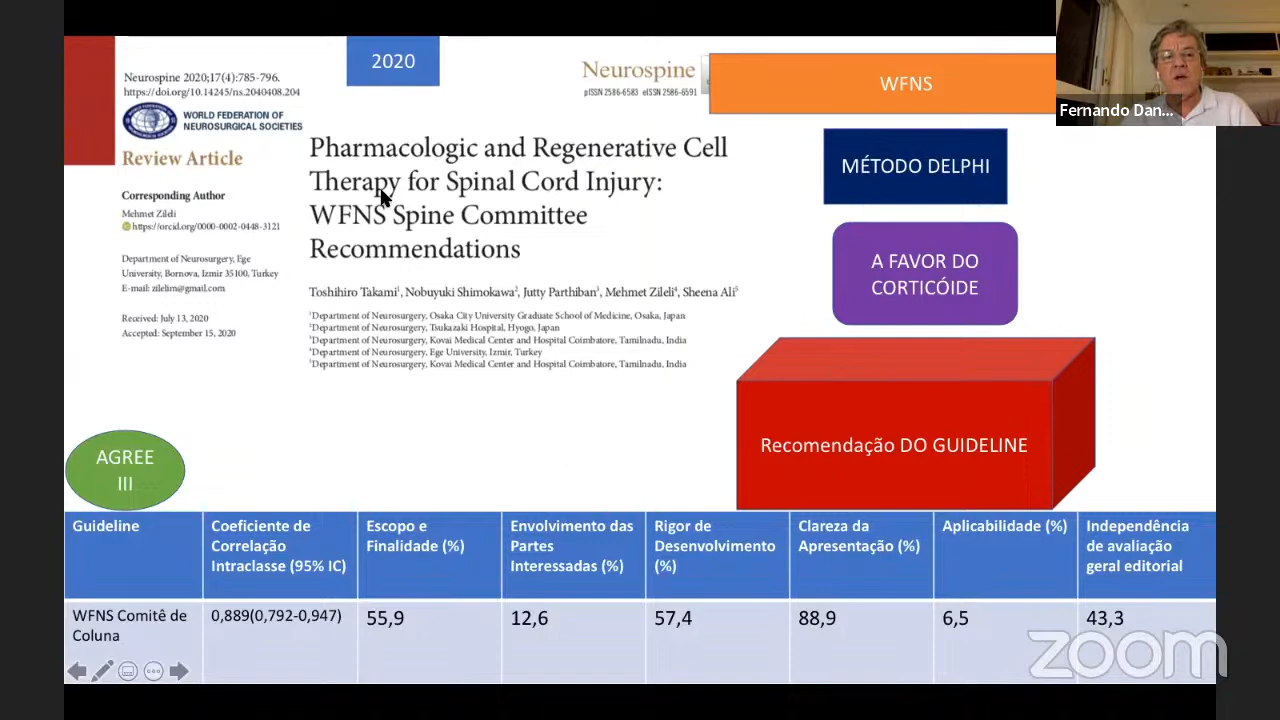 2020
WFNS
Fernando Dan...
Neurospine 2020;17(4):785-796.
https://doi.org/10.14245/ns.2040408.204
Neurospine
pISSN 2586-6583 eISSN 2586-6591
WORLD FEDERATION OF
NEUROSURGICAL SOCIETIES
Review Article
Corresponding Author
Mehmet Zileli
https://orcid.org/0000-0002-0448-3121
Department of Neurosurgery, Ege
University, Bornova, Izmir 35100, Turkey
E-mail: zilelim@gmail.com
Received: July 13, 2020
Accepted: September 15, 2020
Pharmacologic and Regenerative Cell
Therapy for Spinal Cord Injury:
WFNS Spine Committee
Recommendations
Toshihiro Takami1, Nobuyuki Shimokawa2, Jutty Parthiban3, Mehmet Zileli4, Sheena Ali5
1Department of Neurosurgery, Osaka City University Graduate School of Medicine, Osaka, Japan
2Department of Neurosurgery, Tsukazaki Hospital, Hyogo, Japan
3Department of Neurosurgery, Kovai Medical Center and Hospital Coimbatore, Tamilnadu, India
4Department of Neurosurgery, Ege University, Izmir, Turkey
5Department of Neurosurgery, Kovai Medical Center and Hospital Coimbatore, Tamilnadu, India
MÉTODO DELPHI
A FAVOR DO
CORTICÓIDE
Recomendação DO GUIDELINE
AGREE
III
Guideline
Coeficiente de
Correlação
Intraclasse (95% IC)
Escopo e
Finalidade (%)
Envolvimento das
Partes
Interessadas (%)
Rigor de
Desenvolvimento
(%)
Clareza da
Apresentação (%)
Aplicabilidade (%)
Independência
de avaliação
geral editorial
WFNS Comitê de
Coluna
0,889(0,792-0,947)
55,9
12,6
57,4
88,9
6,5
43,3
zoom